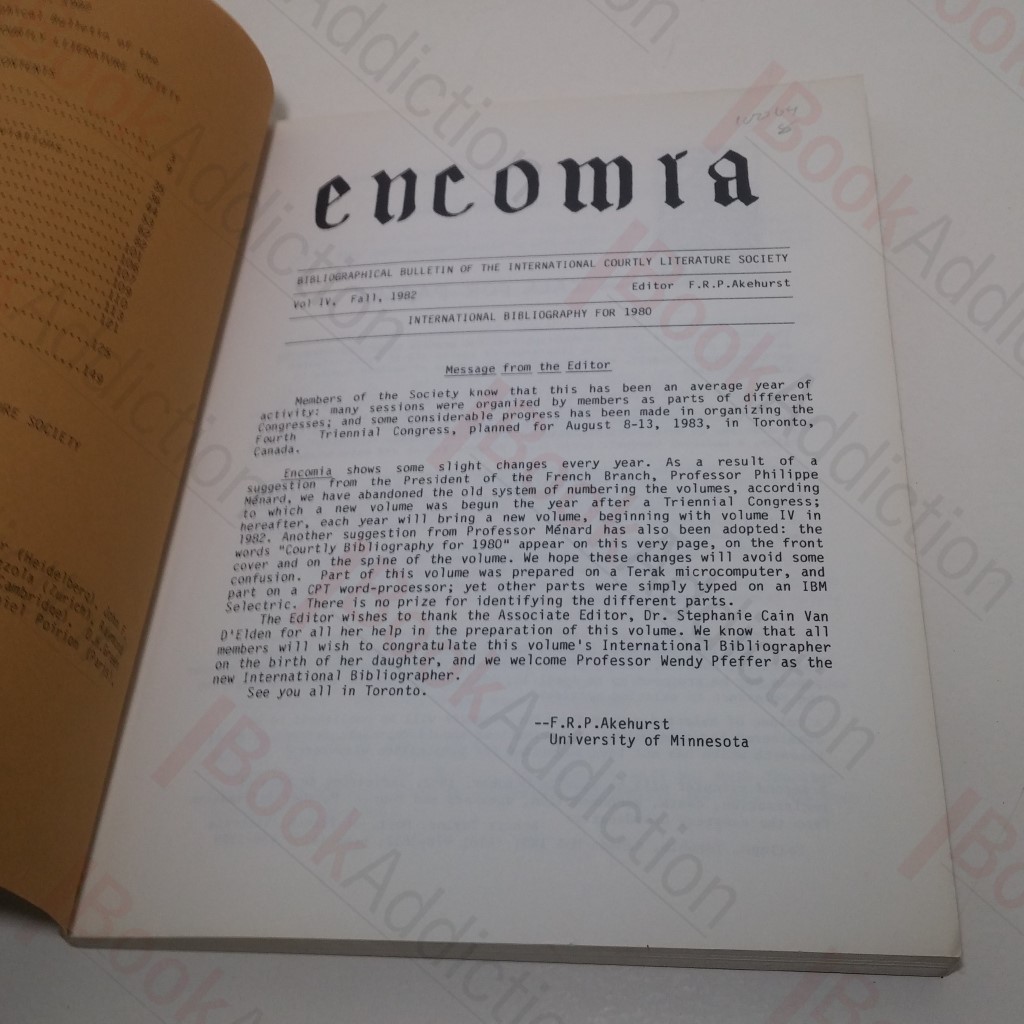 encomia
BIBLIOGRAPHICAL BULLETIN OF THE INTERNATIONAL COURTLY LITERATURE SOCIETY
Vol IV, Fall, 1982 Editor F.R.P.Akehurst
INTERNATIONAL BIBLIOGRAPHY FOR 1980
Message from the Editor
Members of the Society know that this has been an average year of
activity: many sessions were organized by members as parts of different
Congresses; and some considerable progress has been made in organizing the
Fourth Triennial Congress, planned for August 8-13, 1983, in Toronto,
Canada.
Encomia shows some slight changes every year. As a result of a
suggestion from the President of the French Branch, Professor Philippe
Ménard, we have abandoned the old system of numbering the volumes, according
to which a new volume was begun the year after a Triennial Congress;
hereafter, each year will bring a new volume, beginning with volume IV in
1982. Another suggestion from Professor Ménard has also been adopted: the
words "Courtly Bibliography for 1980" appear on this very page, on the front
cover and on the spine of the volume. We hope these changes will avoid some
confusion. Part of this volume was prepared on a Terak microcomputer, and
part on a CPT word-processor; yet other parts were simply typed on an IBM
Selectric. There is no prize for identifying the different parts.
The Editor wishes to thank the Associate Editor, Dr. Stephanie Cain Van
D'Elden for all her help in the preparation of this volume. We know that all
members will wish to congratulate this volume's International Bibliographer
on the birth of her daughter, and we welcome Professor Wendy Pfeffer as the
new International Bibliographer.
See you all in Toronto.
--F.R.P.Akehurst
University of Minnesota
LITERATURE SOCIETY
CONTENTS
121
125
149
SOCIETY
(Heidelberg)
(Zurich)
Poirion (Paris)
BookAddiction